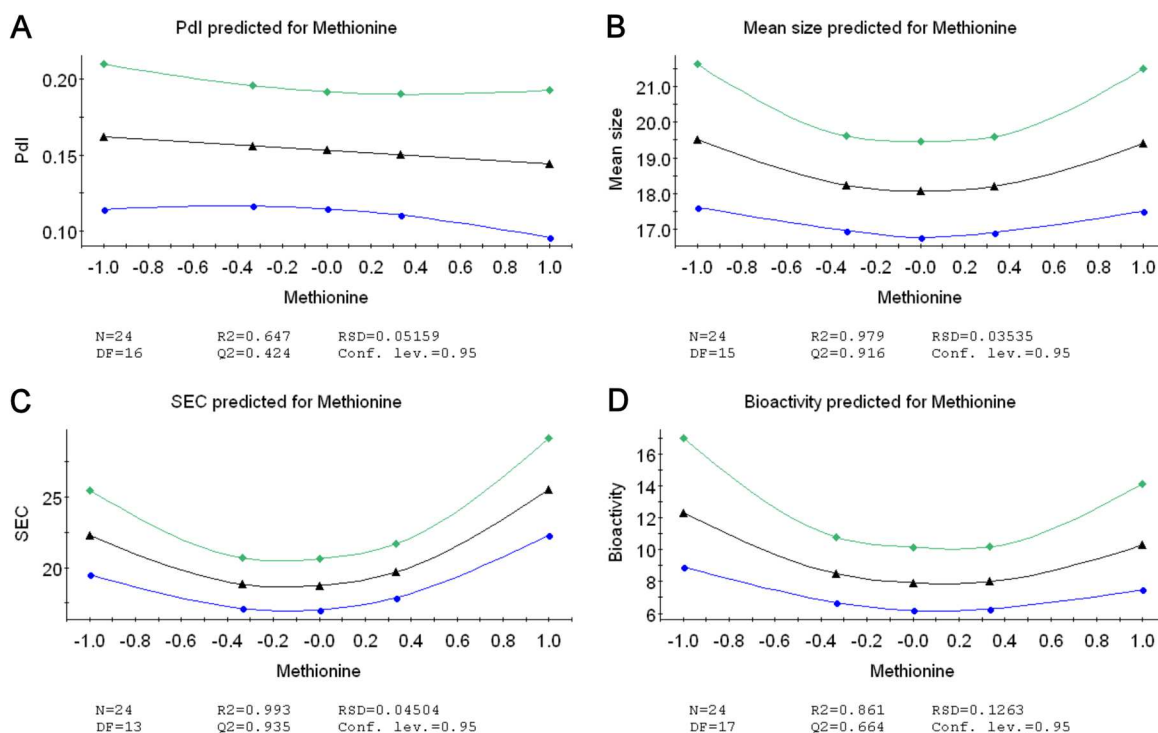 A
PdI predicted for Methionine
PdI
0.20
0.15
0.10
-1.0 -0.8 -0.6 -0.4 -0.2 -0.0 0.2 0.4 0.6 0.8 1.0
Methionine
N=24 R2=0.647 RSD=0.05159
DF=16 Q2=0.424 Conf. lev.=0.95
B
Mean size predicted for Methionine
Mean size
21.0
20.0
19.0
18.0
17.0
-1.0 -0.8 -0.6 -0.4 -0.2 -0.0 0.2 0.4 0.6 0.8 1.0
Methionine
N=24 R2=0.979 RSD=0.03535
DF=15 Q2=0.916 Conf. lev.=0.95
C
SEC predicted for Methionine
SEC
25
20
-1.0 -0.8 -0.6 -0.4 -0.2 -0.0 0.2 0.4 0.6 0.8 1.0
Methionine
N=24 R2=0.993 RSD=0.04504
DF=13 Q2=0.935 Conf. lev.=0.95
D
Bioactivity predicted for Methionine
Bioactivity
16
14
12
10
8
6
-1.0 -0.8 -0.6 -0.4 -0.2 -0.0 0.2 0.4 0.6 0.8 1.0
Methionine
N=24 R2=0.861 RSD=0.1263
DF=17 Q2=0.664 Conf. lev.=0.95